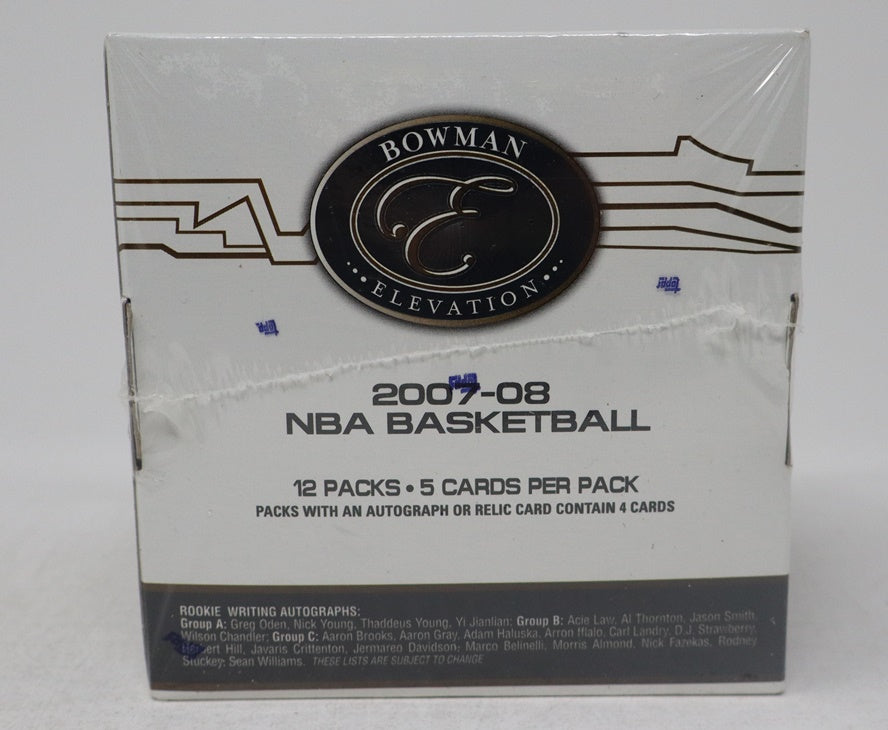 BOWMAN
E
ELEVATION
topps
topps
2007-08
NBA BASKETBALL
12 PACKS • 5 CARDS PER PACK
PACKS WITH AN AUTOGRAPH OR RELIC CARD CONTAIN 4 CARDS
ROOKIE WRITING AUTOGRAPHS:
Group A: Greg Oden, Nick Young, Thaddeus Young, Yi Jianlian; Group B: Acie Law, Al Thornton, Jason Smith,
Wilson Chandler; Group C: Aaron Brooks, Aaron Gray, Adam Haluska, Arron Afflalo, Carl Landry, D.J. Strawberry,
Herbert Hill, Javaris Crittenton, Jermareo Davidson, Marco Belinelli, Morris Almond, Nick Fazekas, Rodney
Stuckey, Sean Williams. THESE LISTS ARE SUBJECT TO CHANGE